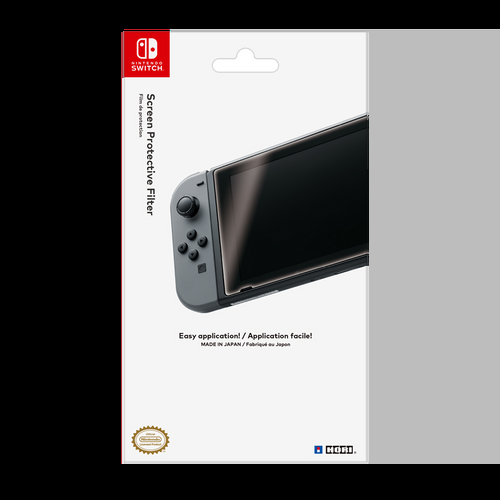 NINTENDO
SWITCH
Screen Protective Filter
Film de protection
Easy application! / Application facile!
MADE IN JAPAN / Fabriqué au Japon
Nintendo
HORI